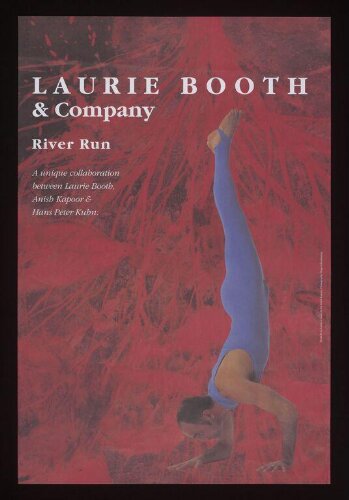 LAURIE BOOTH
& Company
River Run
A unique collaboration
between Laurie Booth,
Anish Kapoor &
Hans Peter Kuhn.